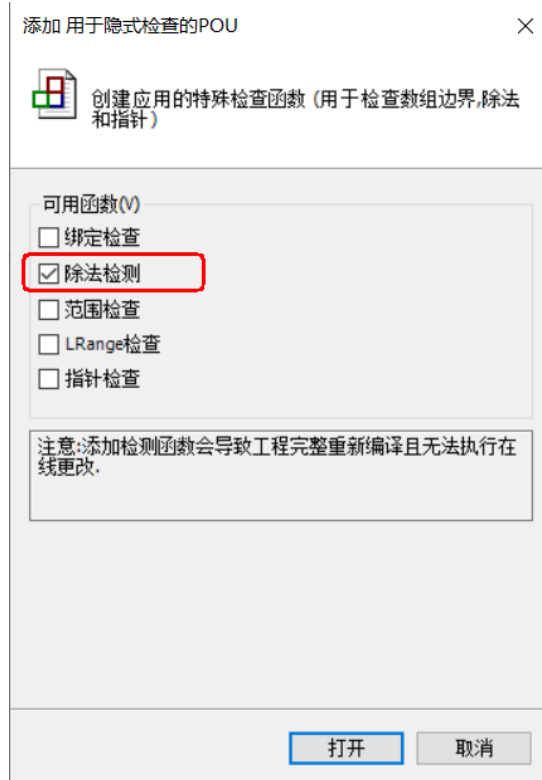 添加 用于隐式检查的POU
创建应用的特殊检查函数 (用于检查数组边界,除法
和指针)
可用函数(V)
绑定检查
除法检测
范围检查
LRange检查
指针检查
注意:添加检测函数会导致工程完整重新编译且无法执行在
线更改.
打开
取消